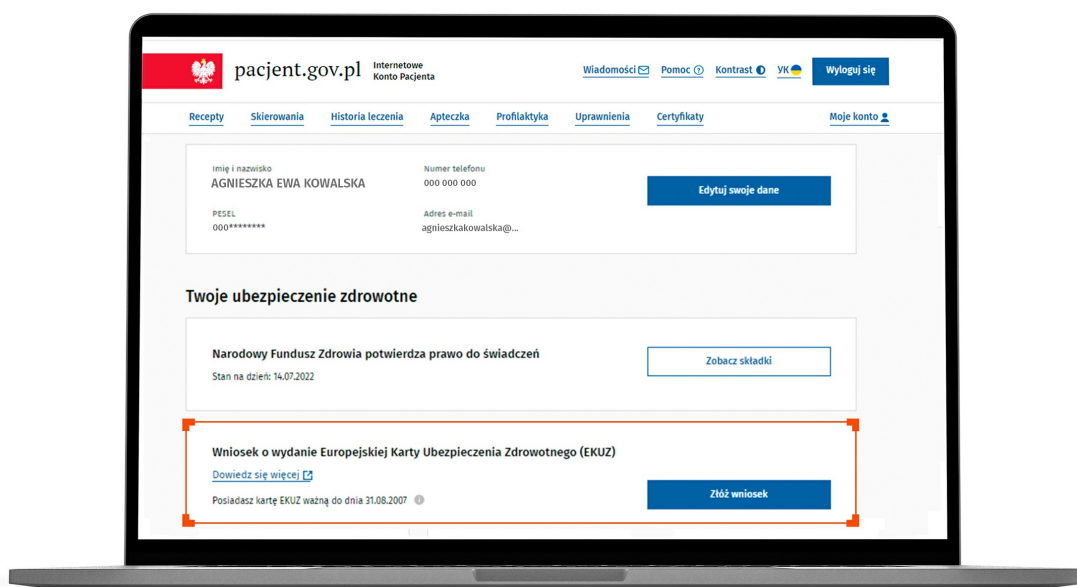 pacjent.gov.pl
Internetowe
Konto Pacjenta
Wiadomości Pomoc Kontrast УК Wyloguj się
Recepty Skierowania Historia leczenia Apteczka Profilaktyka Uprawnienia Certyfikaty Moje konto
Imię i nazwisko Numer telefonu
AGNIESZKA EWA KOWALSKA 000 000 000
Edytuj swoje dane
PESEL Adres e-mail
000******** agnieszkakowalska@...
Twoje ubezpieczenie zdrowotne
Narodowy Fundusz Zdrowia potwierdza prawo do świadczeń
Zobacz składki
Stan na dzień: 14.07.2022
Wniosek o wydanie Europejskiej Karty Ubezpieczenia Zdrowotnego (EKUZ)
Dowiedz się więcej
Posiadasz kartę EKUZ ważną do dnia 31.08.2007
Złóż wniosek